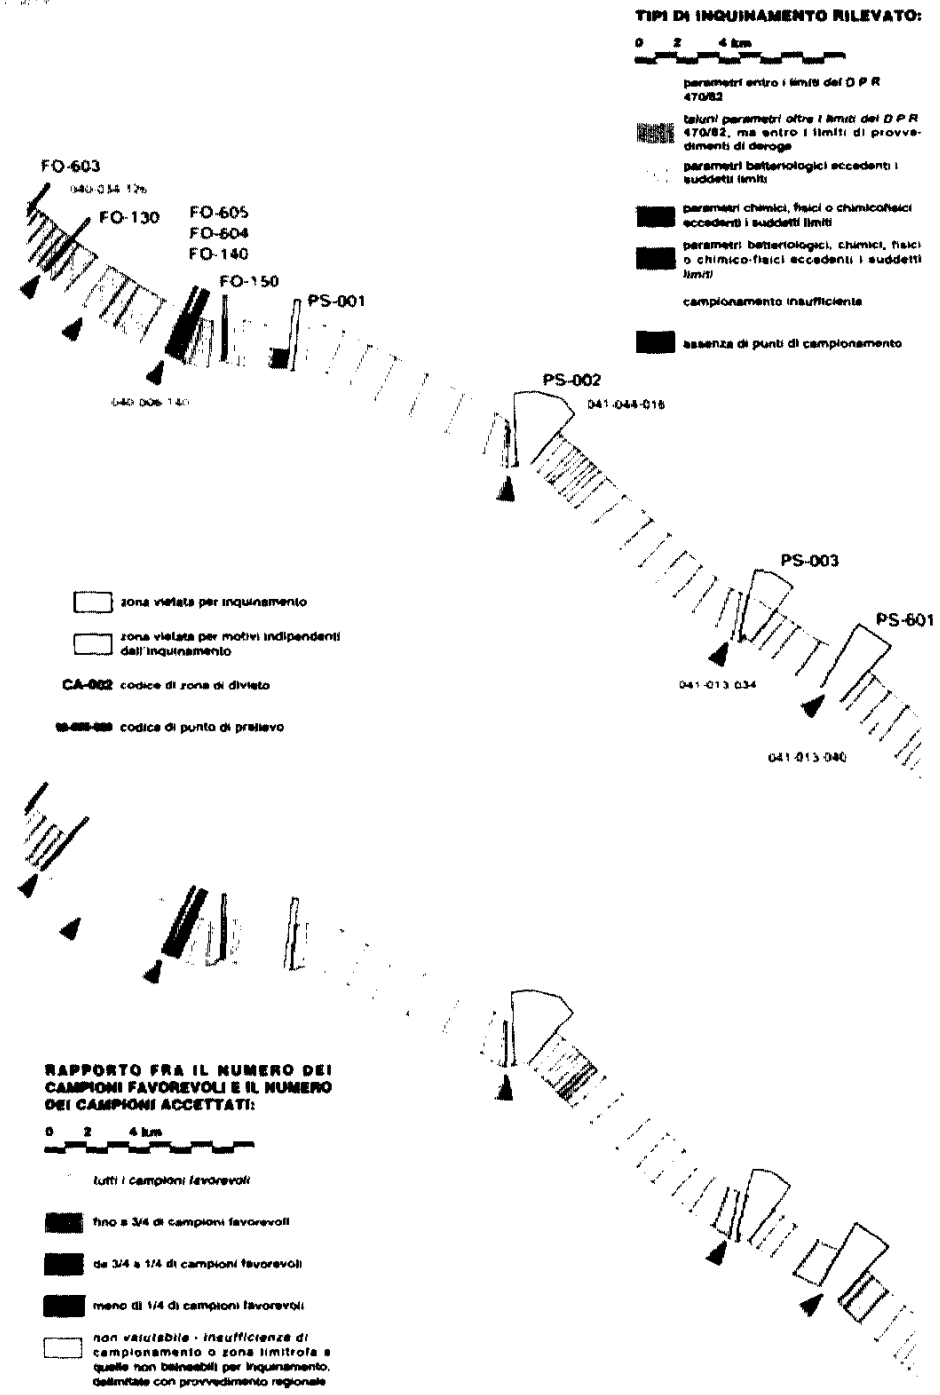 TIPI DI INQUINAMENTO RILEVATO:
0 2 4 km
parametri entro i limiti del D P R
470/82
taluni parametri oltre i limiti del D P R
470/82, ma entro i limiti di provve-
dimenti di deroga
parametri batteriologici eccedenti i
suddetti limiti
parametri chimici, fisici o chimicofisici
eccedenti i suddetti limiti
parametri batteriologici, chimici, fisici
o chimico-fisici eccedenti i suddetti
limiti
campionamento insufficiente
assenza di punti di campionamento
FO-603
040-034-126
FO-130
FO-605
FO-604
FO-140
FO-150
PS-001
040-006-140
PS-002
041-044-016
PS-003
PS-601
041-013-034
041-013-040
zona vietata per inquinamento
zona vietata per motivi indipendenti
dall'inquinamento
CA-002 codice di zona di divieto
codice di punto di prelievo
RAPPORTO FRA IL NUMERO DEI
CAMPIONI FAVOREVOLI E IL NUMERO
DEI CAMPIONI ACCETTATI:
0 2 4 km
tutti i campioni favorevoli
fino a 3/4 di campioni favorevoli
da 3/4 a 1/4 di campioni favorevoli
meno di 1/4 di campioni favorevoli
non valutabile - insufficienza di
campionamento o zona limitrofa a
quelle non balneabili per inquinamento,
delimitate con provvedimento regionale